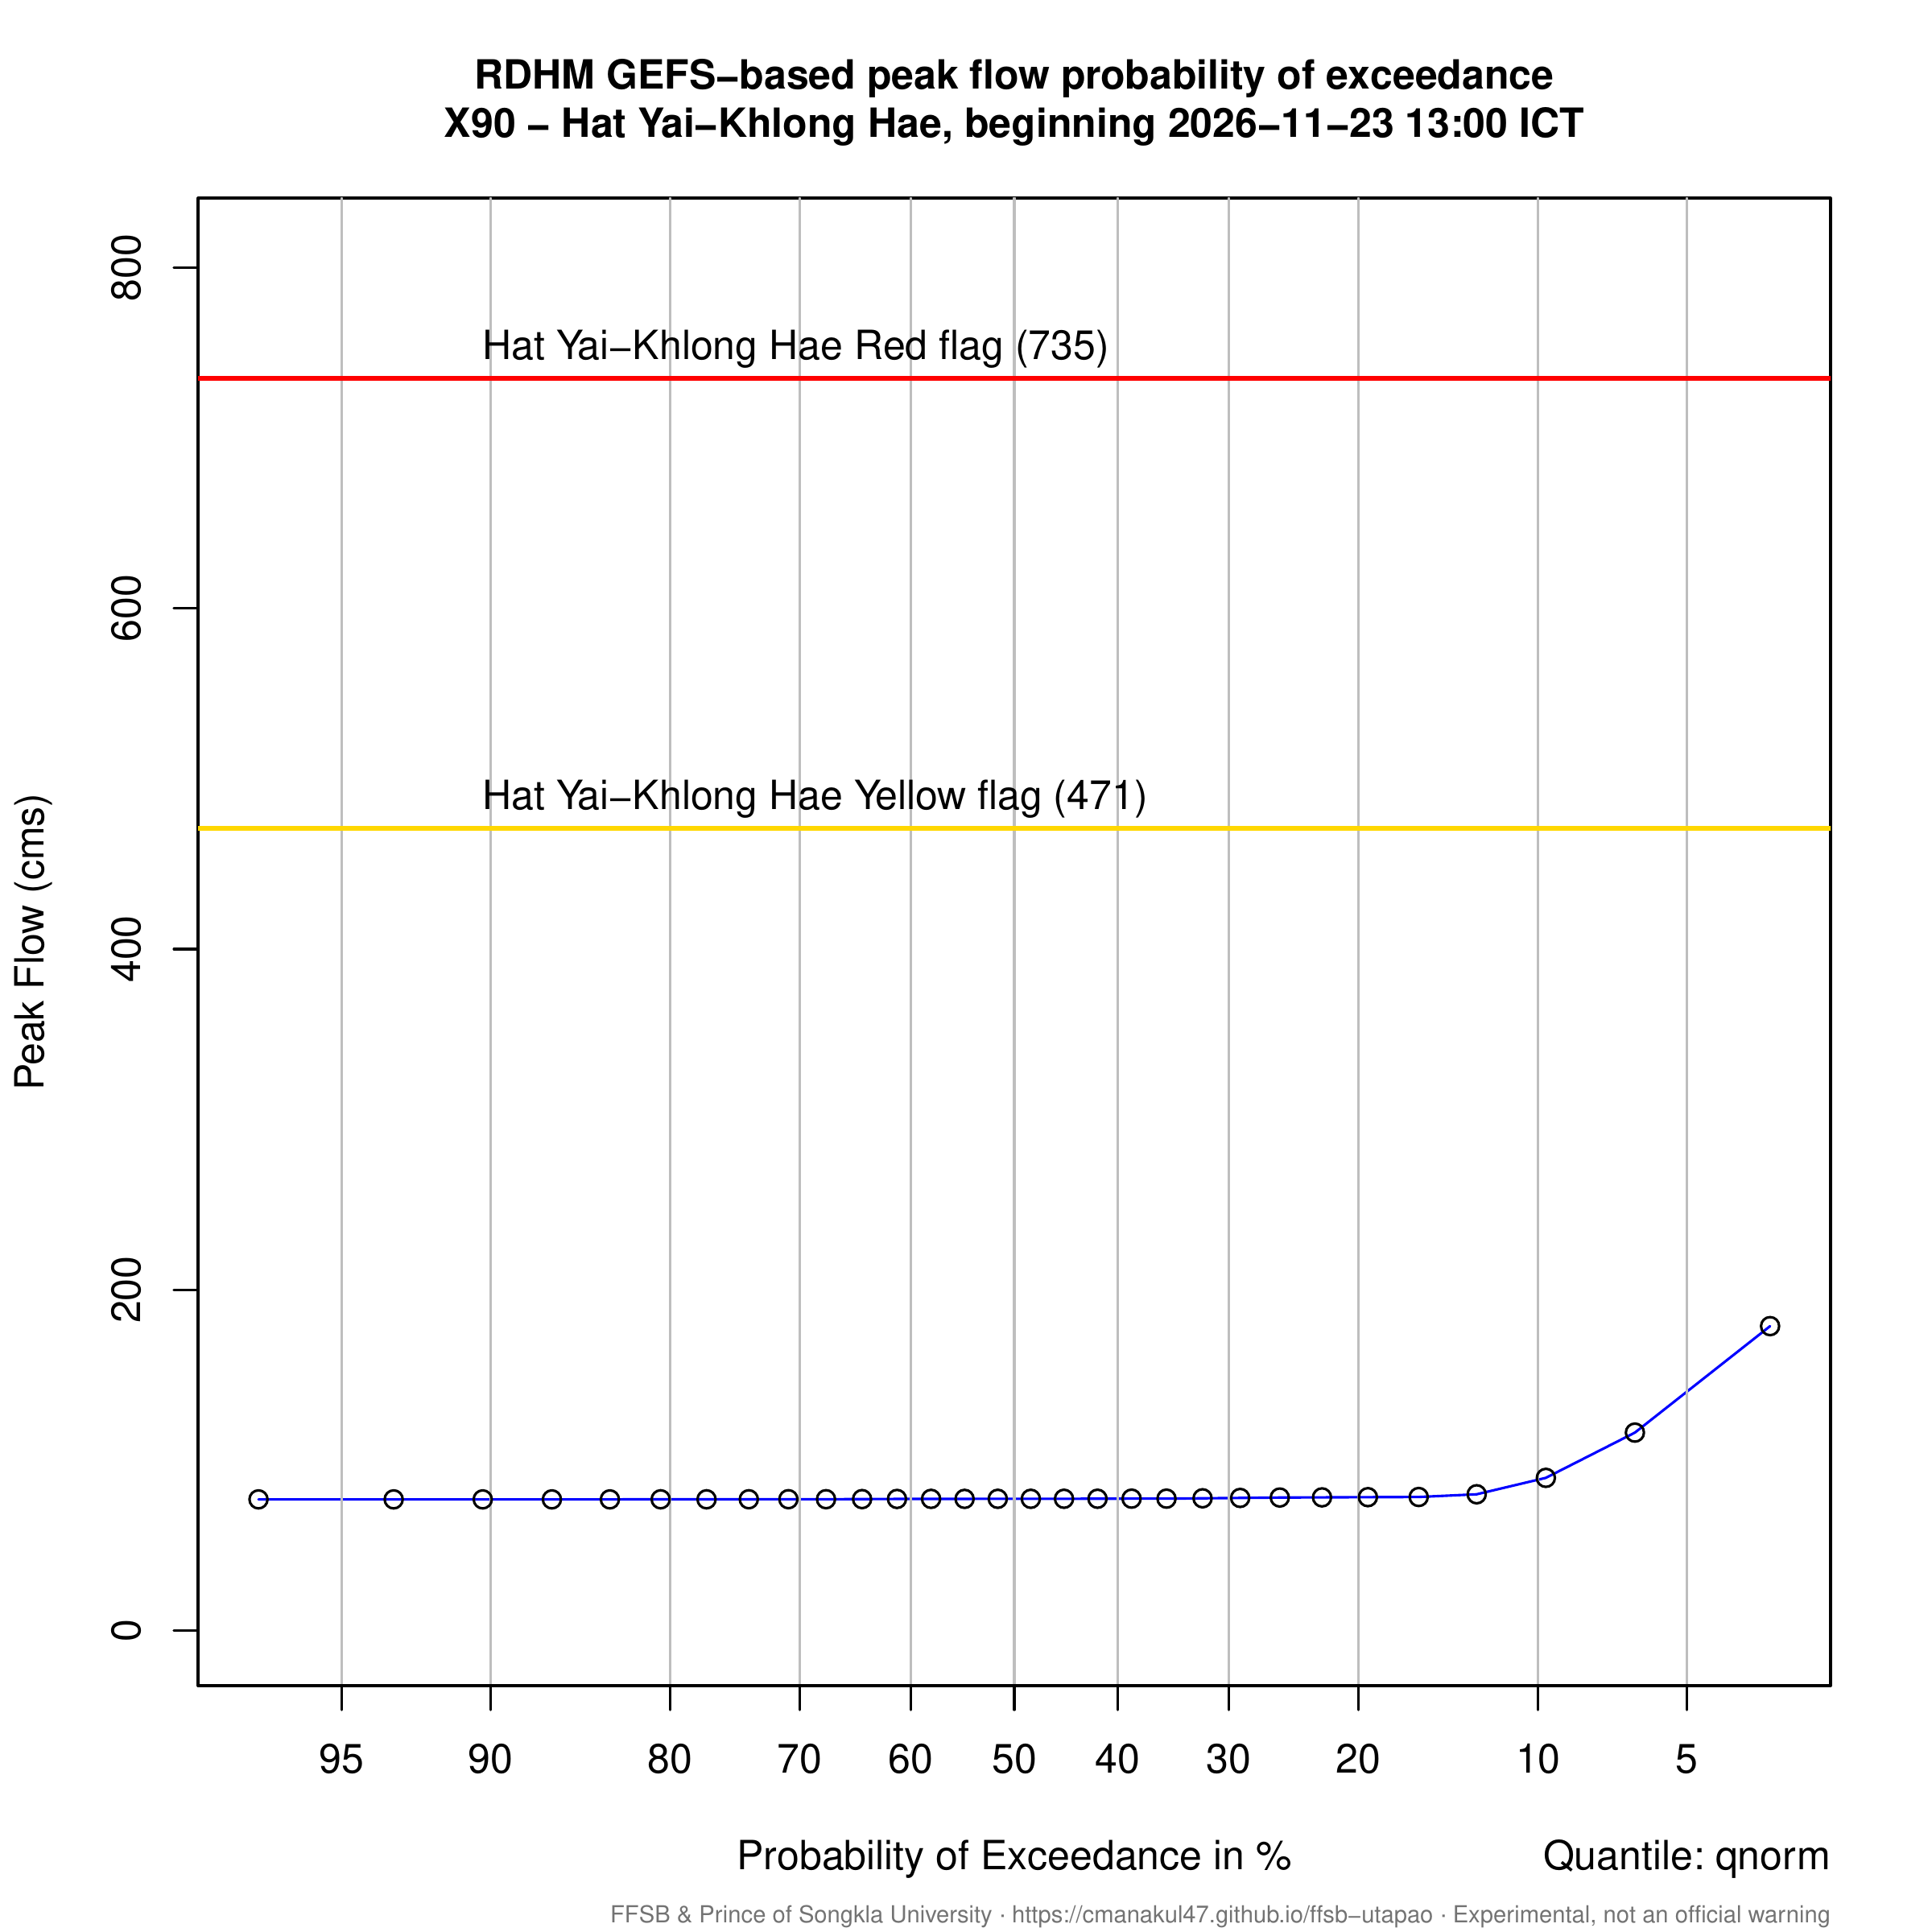 RDHM GEFS−based peak flow probability of exceedance
X90 − Hat Yai−Khlong Hae, beginning 2026−11−23 13:00 ICT
800
Hat Yai−Khlong Hae Red flag (735)
600
Hat Yai−Khlong Hae Yellow flag (471)
400
Peak Flow (cms)
200
0
95 90 80 70 60 50 40 30 20 10 5
Probability of Exceedance in % Quantile: qnorm
FFSB & Prince of Songkla University · https://cmanakul47.github.io/ffsb−utapao · Experimental, not an official warning